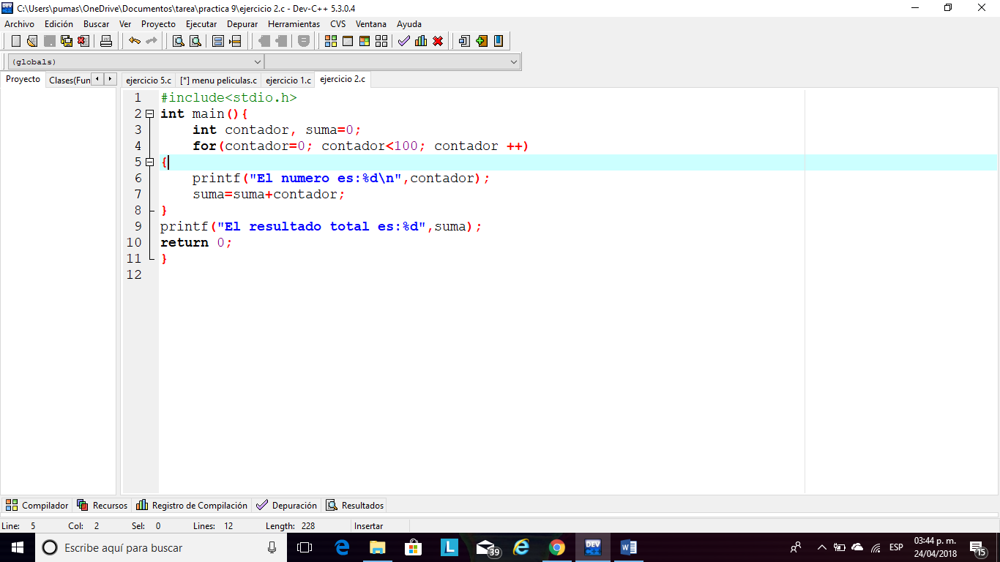 C:\Users\pumas\OneDrive\Documentos\tarea\practica 9\ejercicio 2.c - Dev-C++ 5.3.0.4
Archivo Edición Buscar Ver Proyecto Ejecutar Depurar Herramientas CVS Ventana Ayuda
(globals)
Proyecto Clases(Fun ejercicio 5.c [*] menu peliculas.c ejercicio 1.c ejercicio 2.c
1 #include<stdio.h>
2 int main(){
3 int contador, suma=0;
4 for(contador=0; contador<100; contador ++)
5 {
6 printf("El numero es:%d\n",contador);
7 suma=suma+contador;
8 }
9 printf("El resultado total es:%d",suma);
10 return 0;
11 }
12
Compilador Recursos Registro de Compilación Depuración Resultados
Line: 5 Col: 2 Sel: 0 Lines: 12 Length: 228 Insertar
Escribe aquí para buscar L 39 DEV ESP 03:44 p. m.
24/04/2018 15